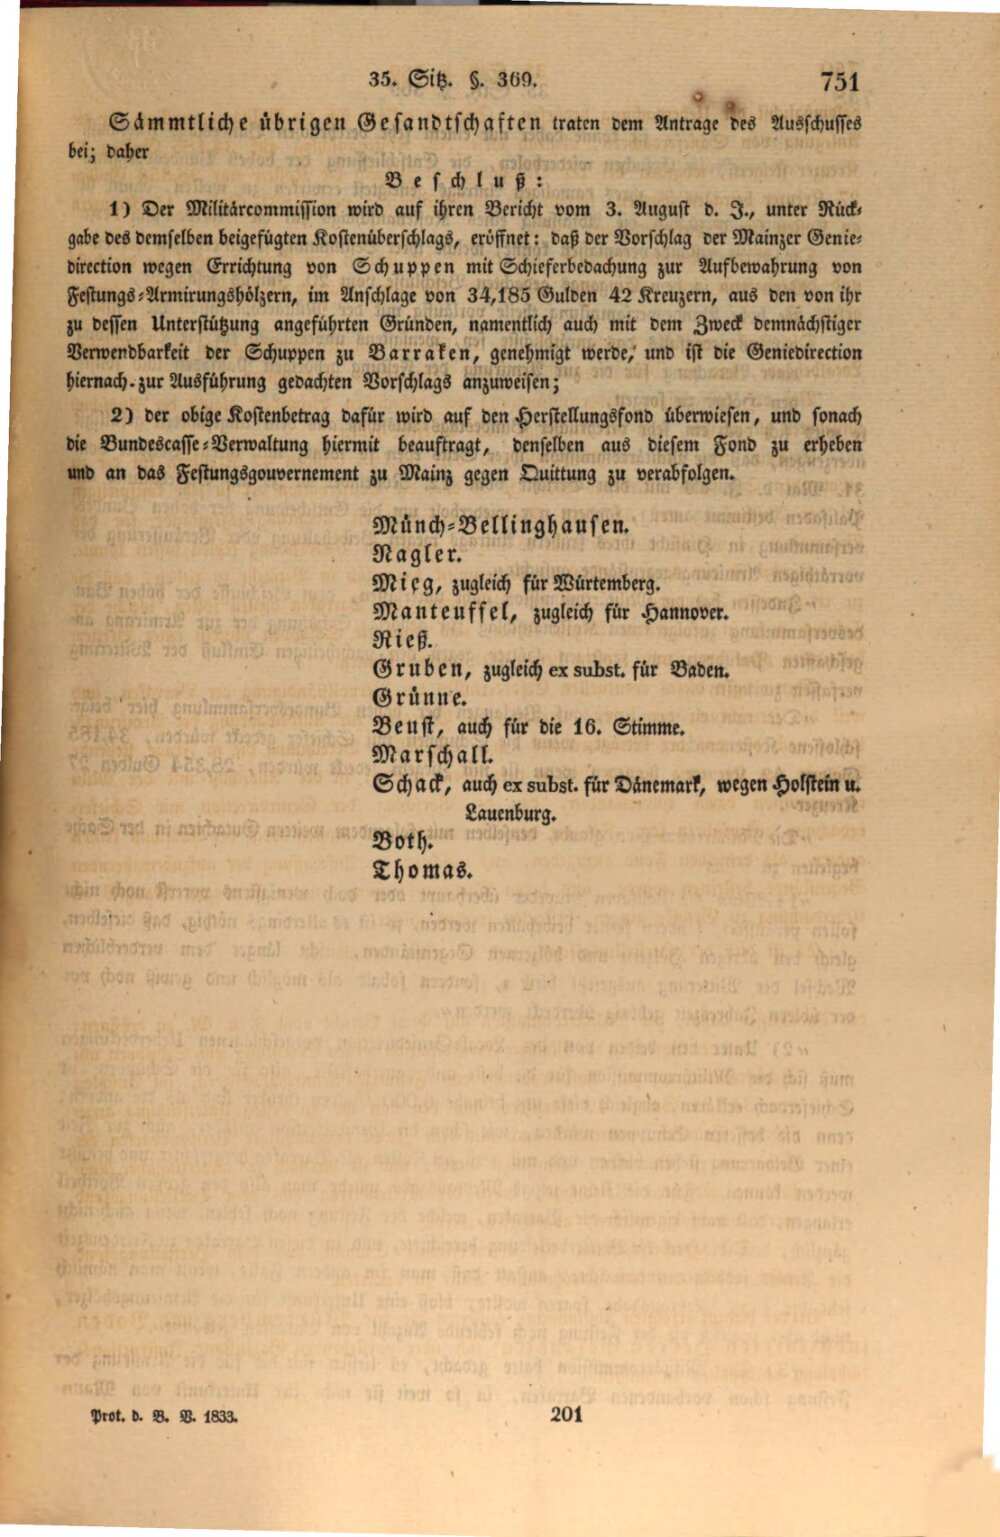 35. Sitz. §. 369.
751
Sämmtliche übrigen Gesandtschaften traten dem Antrage des Ausschusses
bei; daher
Beschluß:
1) Der Militärcommission wird auf ihren Bericht vom 3. August d. J., unter Rück-
gabe des demselben beigefügten Kostenüberschlags, eröffnet: daß der Vorschlag der Mainzer Genie-
direction wegen Errichtung von Schuppen mit Schieferbedachung zur Aufbewahrung von
Festungs-Armirungshölzern, im Anschlage von 34,185 Gulden 42 Kreuzern, aus den von ihr
zu dessen Unterstützung angeführten Gründen, namentlich auch mit dem Zweck demnächstiger
Verwendbarkeit der Schuppen zu Barraken, genehmigt werde, und ist die Geniedirection
hiernach zur Ausführung gedachten Vorschlags anzuweisen;
2) der obige Kostenbetrag dafür wird auf den Herstellungsfond überwiesen, und sonach
die Bundescasse-Verwaltung hiermit beauftragt, denselben aus diesem Fond zu erheben
und an das Festungsgouvernement zu Mainz gegen Quittung zu verabfolgen.
Münch-Bellinghausen.
Nagler.
Mieg, zugleich für Würtemberg.
Manteuffel, zugleich für Hannover.
Rieß.
Gruben, zugleich ex subst. für Baden.
Grünne.
Beust, auch für die 16. Stimme.
Marschall.
Schack, auch ex subst. für Dänemark, wegen Holstein u.
Lauenburg.
Both.
Thomas.
Prot. d. B. V. 1833.
201